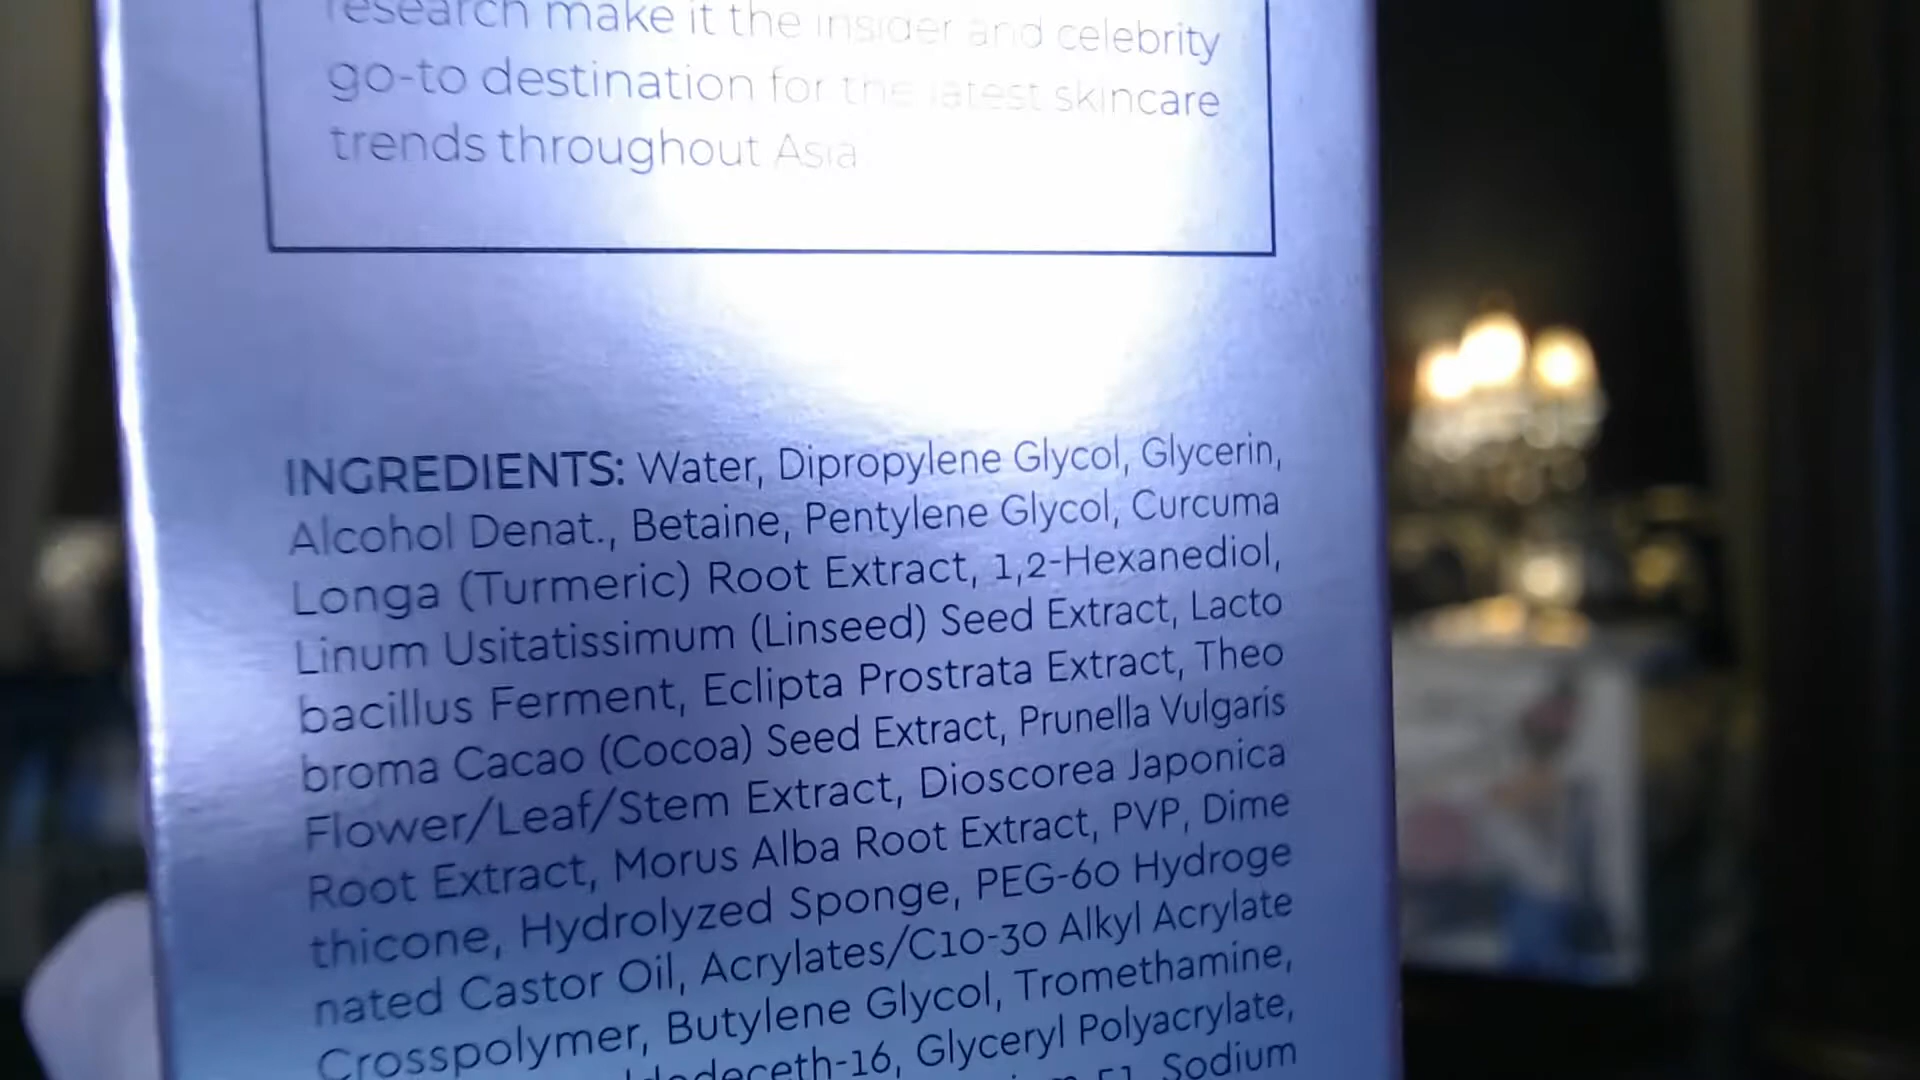 research make it the insider and celebrity
go-to destination for the latest skincare
trends throughout Asia
INGREDIENTS: Water, Dipropylene Glycol, Glycerin,
Alcohol Denat., Betaine, Pentylene Glycol, Curcuma
Longa (Turmeric) Root Extract, 1,2-Hexanediol,
Linum Usitatissimum (Linseed) Seed Extract, Lacto
bacillus Ferment, Eclipta Prostrata Extract, Theo
broma Cacao (Cocoa) Seed Extract, Prunella Vulgaris
Flower/Leaf/Stem Extract, Dioscorea Japonica
Root Extract, Morus Alba Root Extract, PVP, Dime
thicone, Hydrolyzed Sponge, PEG-60 Hydroge
nated Castor Oil, Acrylates/C10-30 Alkyl Acrylate
Crosspolymer, Butylene Glycol, Tromethamine,
Glyceryl Polyacrylate,
Sodium